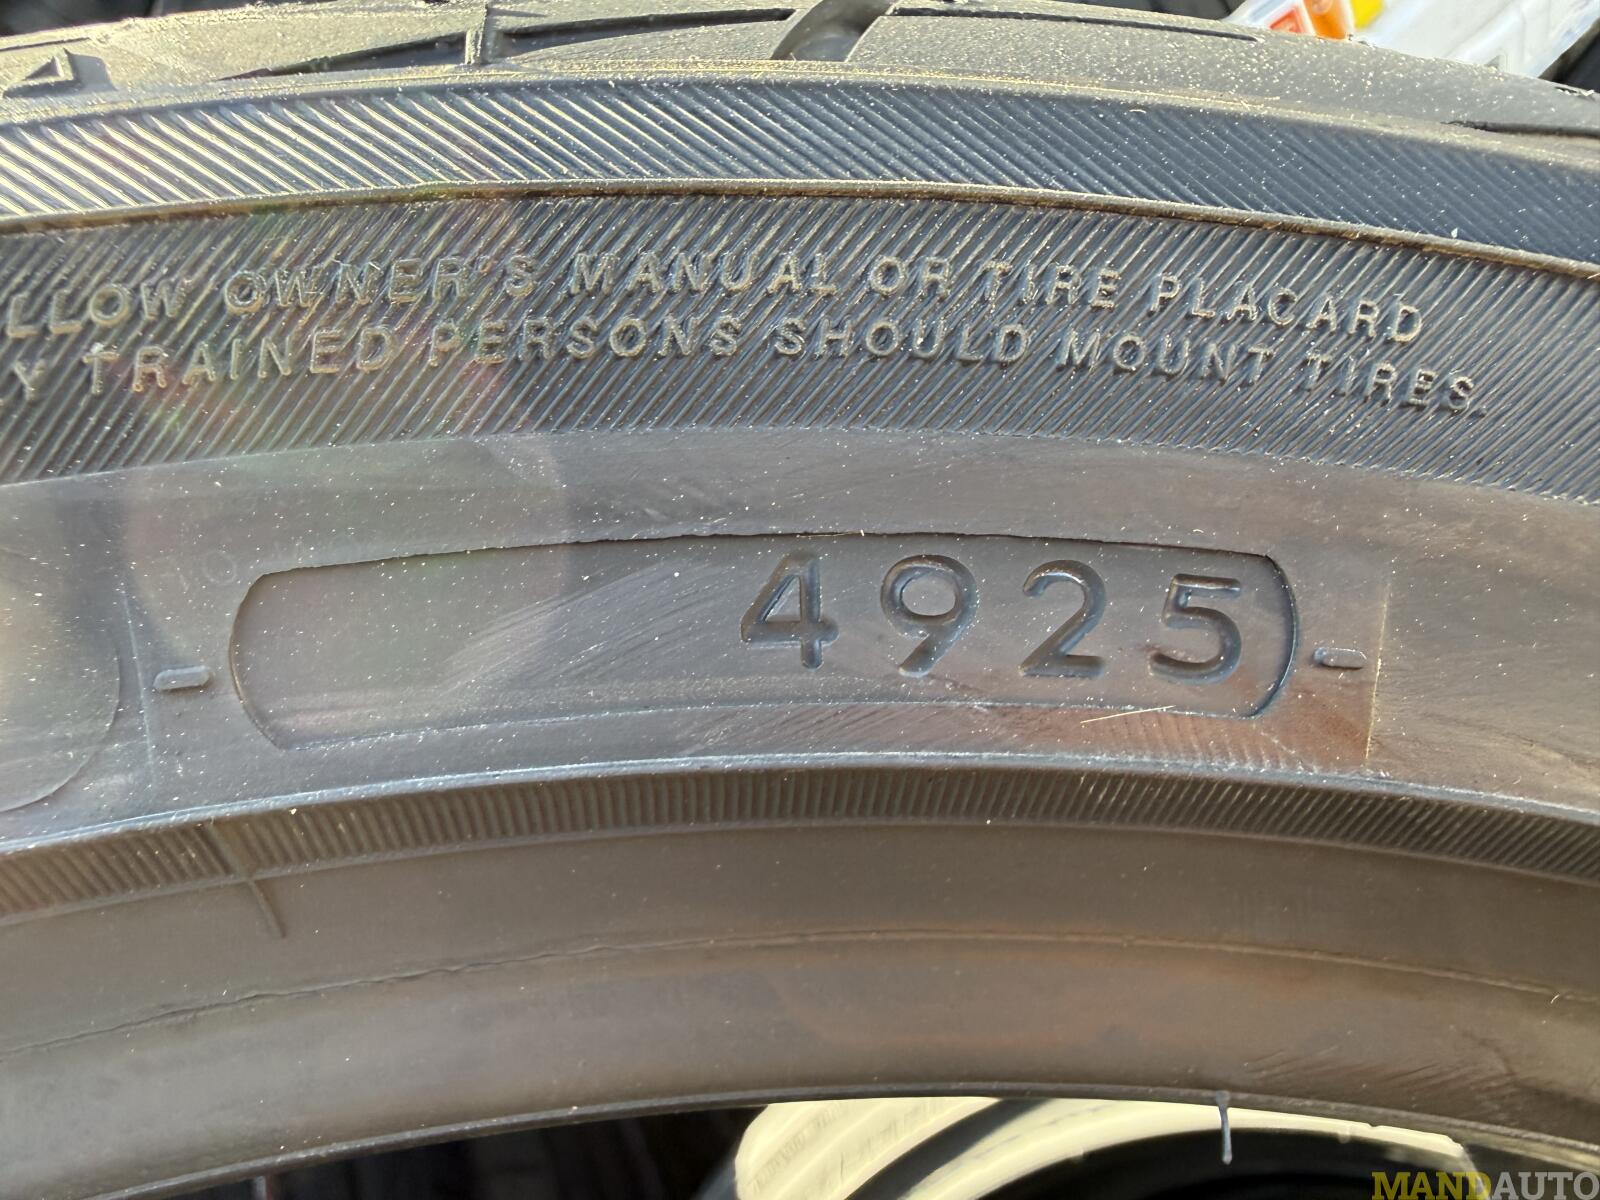 LLOW OWNER'S MANUAL OR TIRE PLACARD
Y TRAINED PERSONS SHOULD MOUNT TIRES.
- 4925 -
MANDAUTO